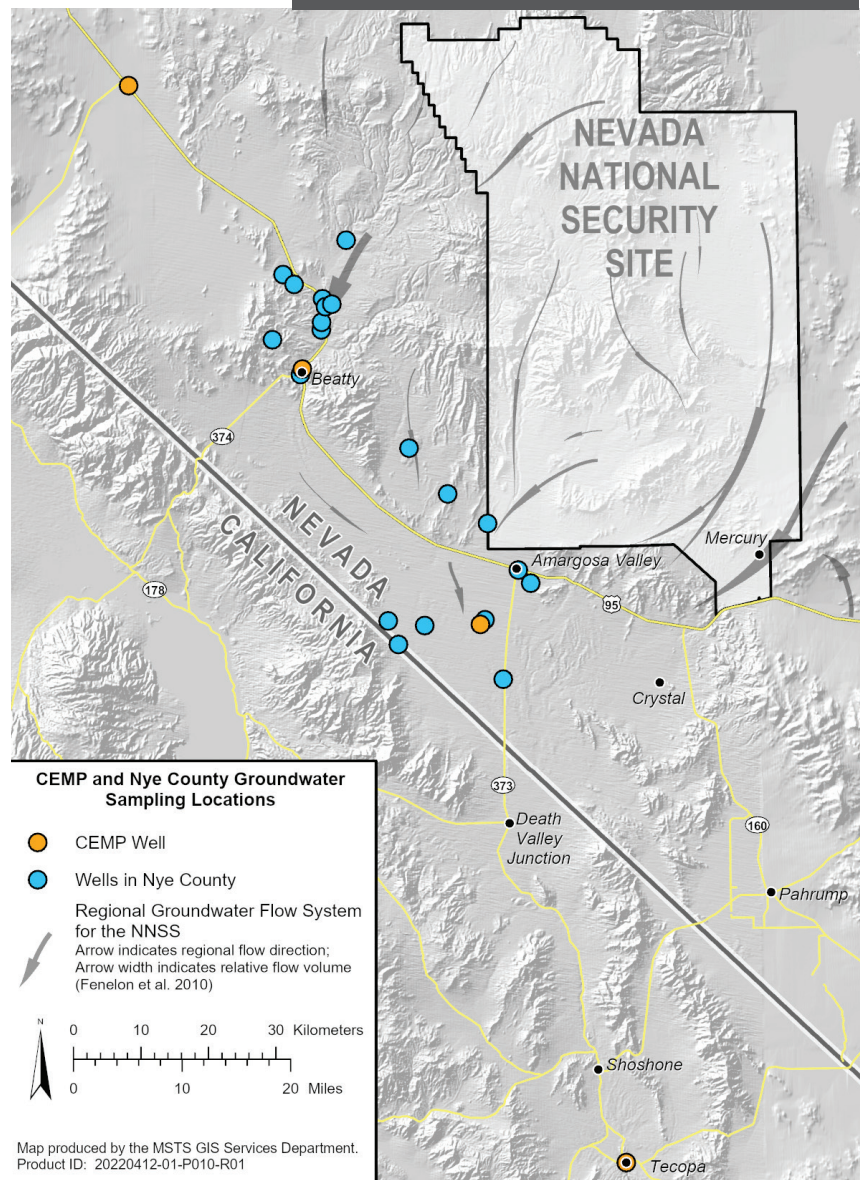 NEVADA
NATIONAL
SECURITY
SITE
Beatty
374
NEVADA
CALIFORNIA
Mercury
Amargosa Valley
178
95
Crystal
373
Death
Valley
Junction
160
Pahrump
Shoshone
Tecopa
CEMP and Nye County Groundwater
Sampling Locations
CEMP Well
Wells in Nye County
Regional Groundwater Flow System
for the NNSS
Arrow indicates regional flow direction;
Arrow width indicates relative flow volume
(Fenelon et al. 2010)
N
0 10 20 30 Kilometers
0 10 20 Miles
Map produced by the MSTS GIS Services Department.
Product ID: 20220412-01-P010-R01